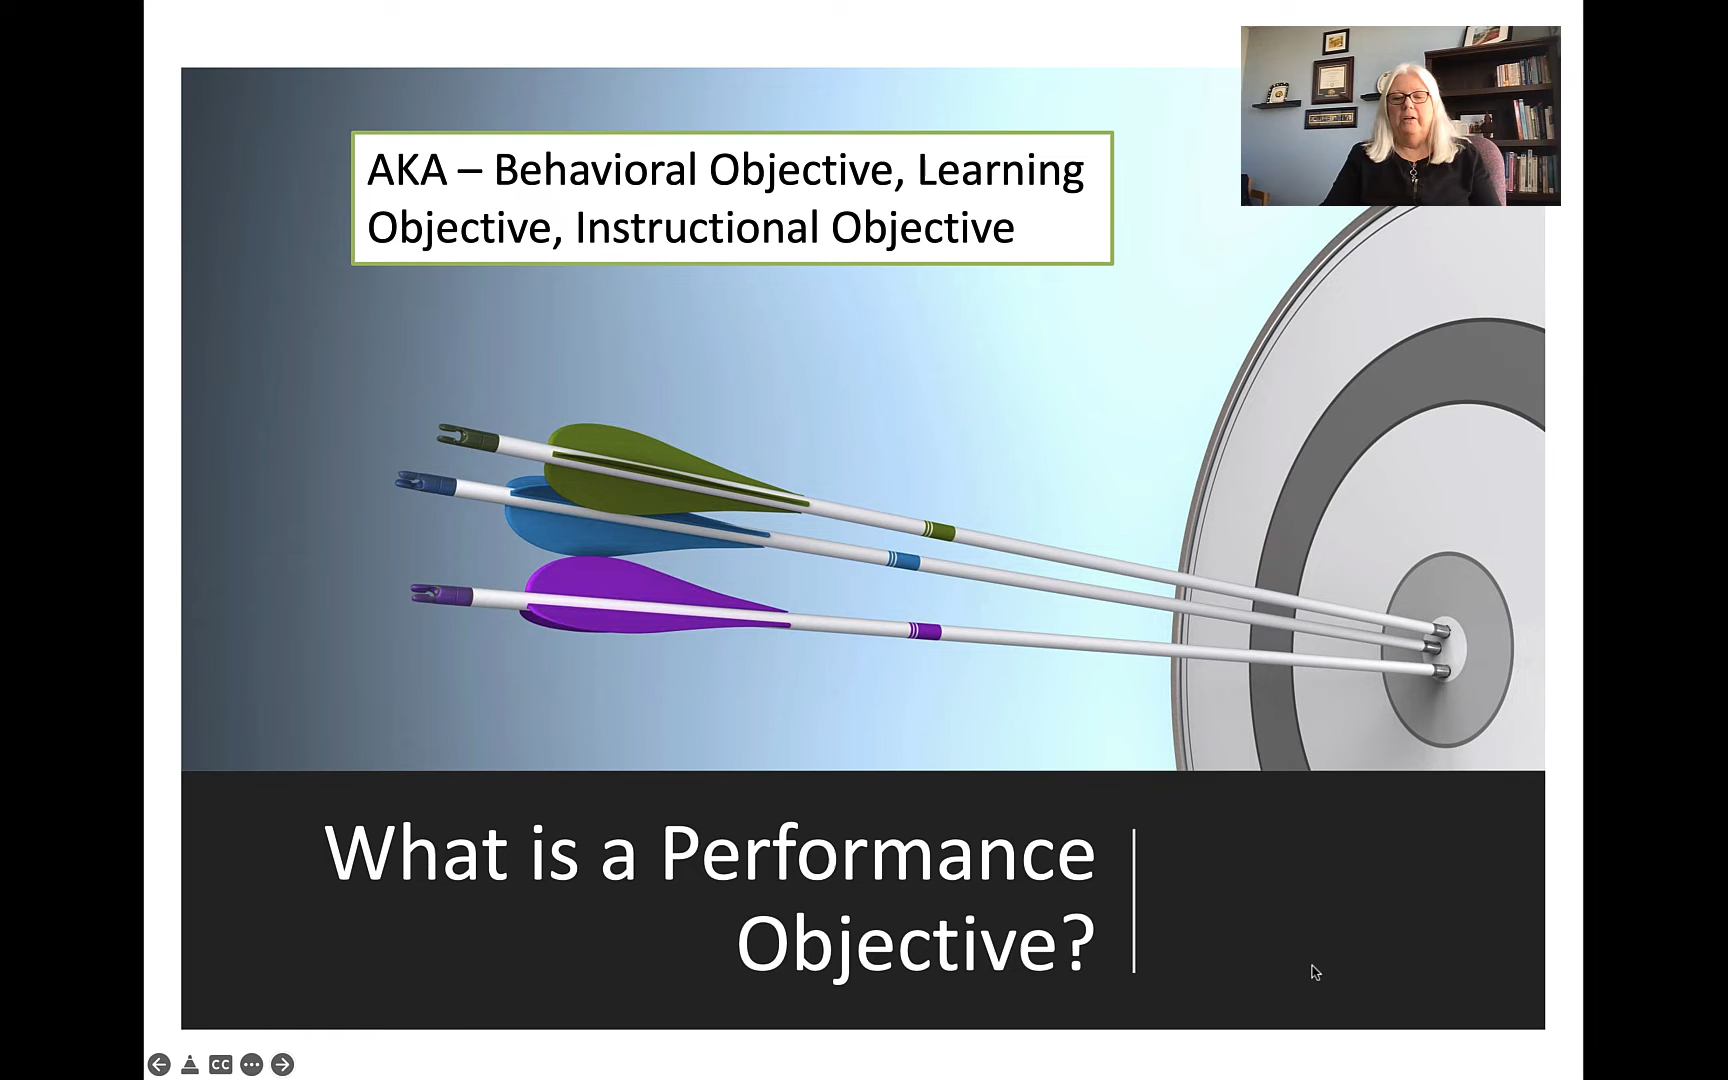 AKA – Behavioral Objective, Learning
Objective, Instructional Objective
What is a Performance
Objective?
CC